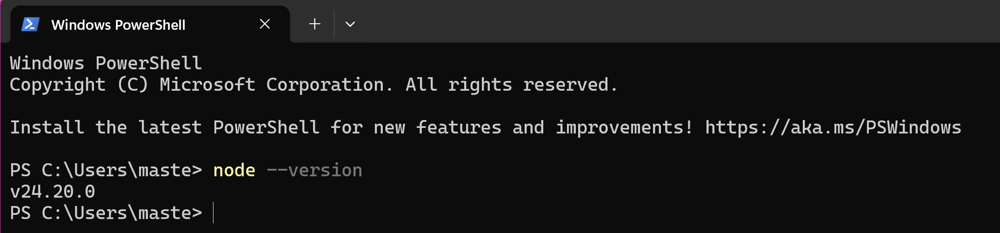 Windows PowerShell
Windows PowerShell
Copyright (C) Microsoft Corporation. All rights reserved.
Install the latest PowerShell for new features and improvements! https://aka.ms/PSWindows
PS C:\Users\maste> node --version
v24.20.0
PS C:\Users\maste>